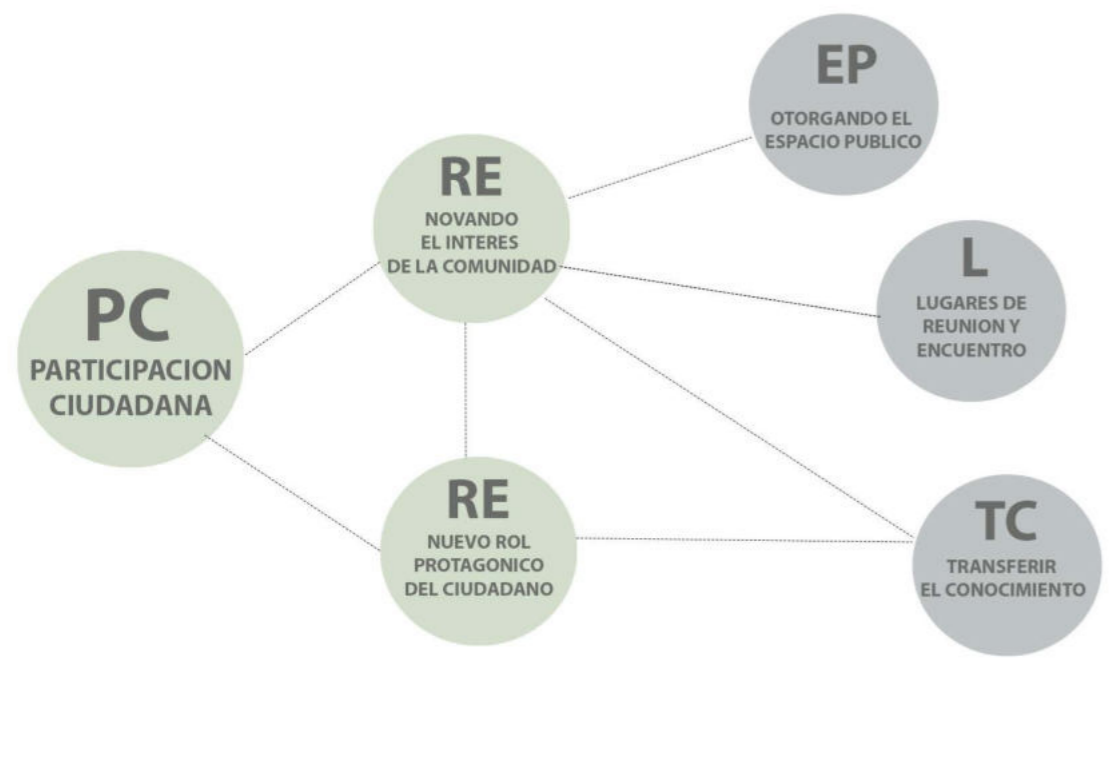 PC
PARTICIPACION
CIUDADANA
RE
NOVANDO
EL INTERES
DE LA COMUNIDAD
RE
NUEVO ROL
PROTAGONICO
DEL CIUDADANO
EP
OTORGANDO EL
ESPACIO PUBLICO
L
LUGARES DE
REUNION Y
ENCUENTRO
TC
TRANSFERIR
EL CONOCIMIENTO